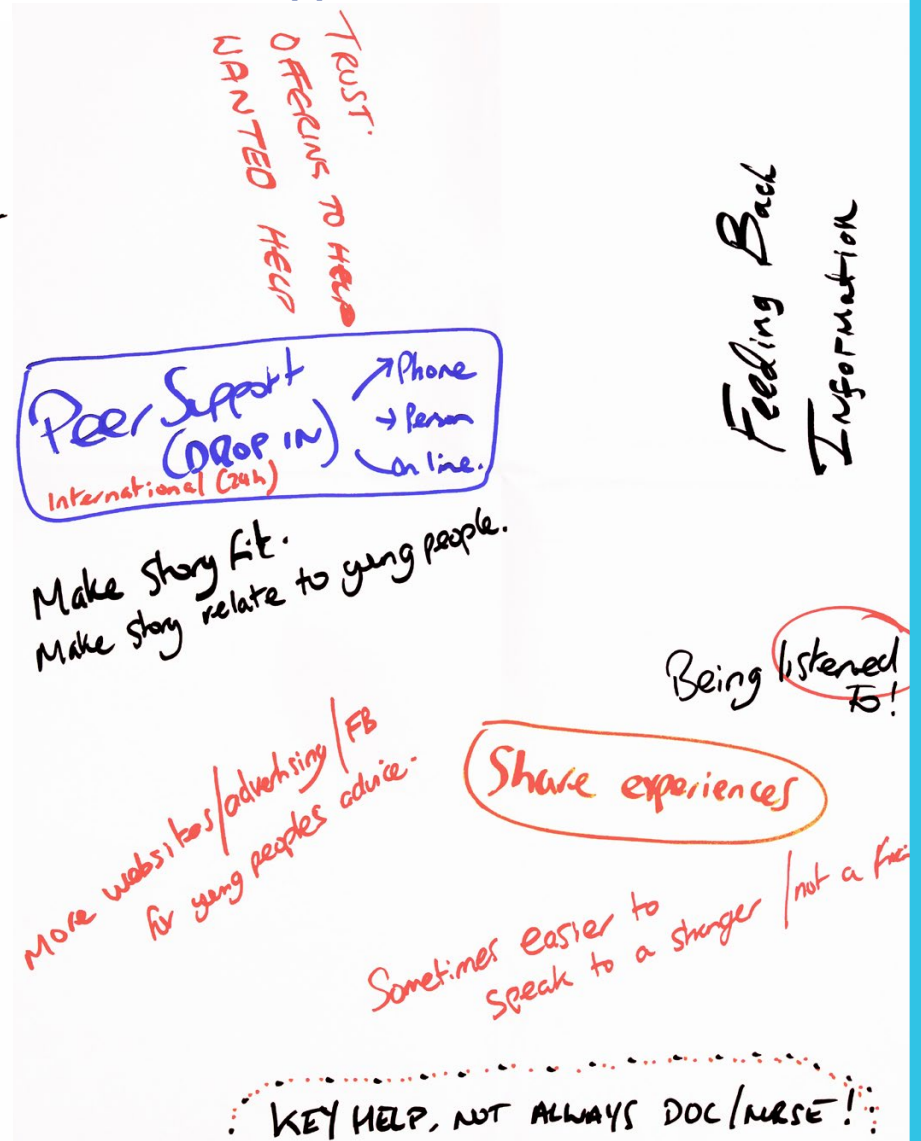 TRUST.
OFFERING TO HELP
WANTED HELP
Feeding Back
Information
Peer Support
(DROP IN)
International (24h)
Phone
Person
on line.
Make Story fit.
Make story relate to young people.
Being listened
To!
More websites/advertising/FB
for young peoples advice.
Share experiences
Sometimes easier to
speak to a stranger / not a
KEY HELP, NOT ALWAYS DOC/NURSE!